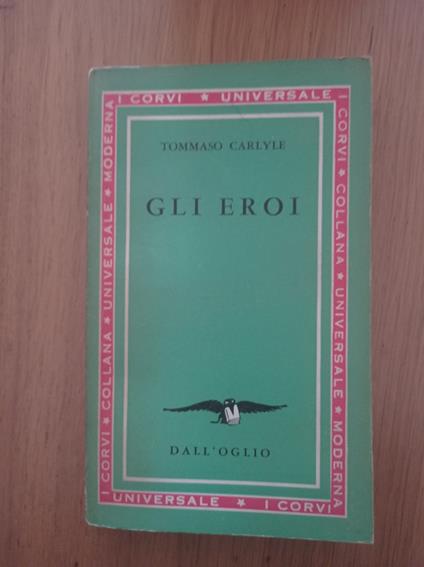 I CORVI ★ UNIVERSALE
I CORVI ★ COLLANA ★ UNIVERSALE ★ MODERNA
TOMMASO CARLYLE
GLI EROI
DALL'OGLIO
I CORVI ★ COLLANA ★ UNIVERSALE ★ MODERNA
UNIVERSALE ★ I CORVI